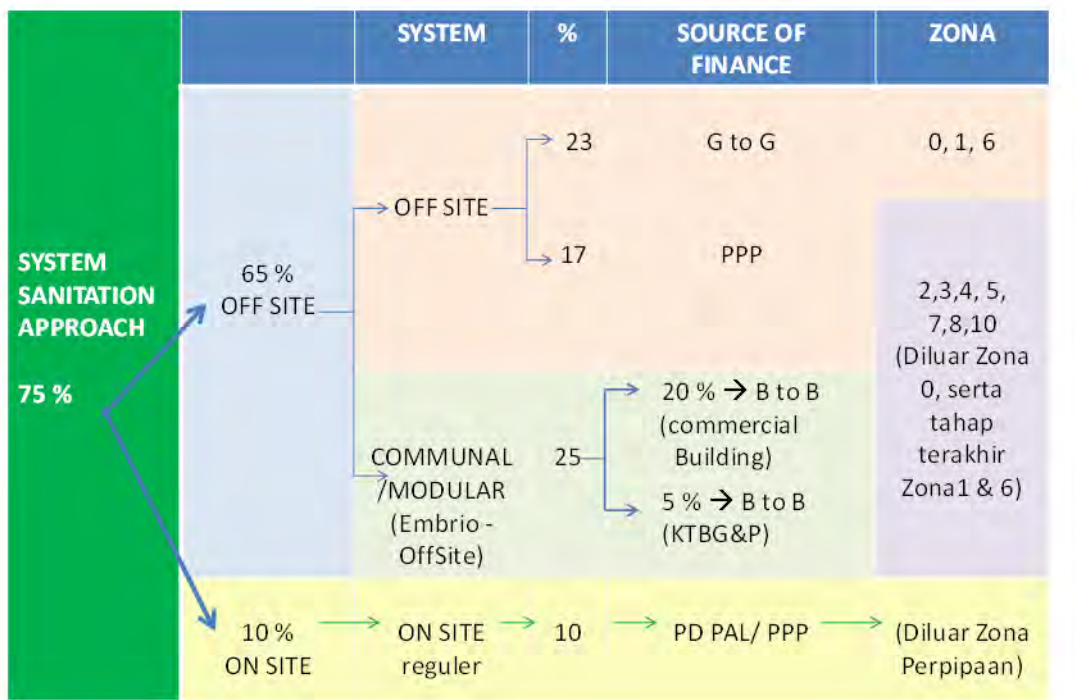 SYSTEM
%
SOURCE OF
FINANCE
ZONA
SYSTEM
SANITATION
APPROACH
75 %
65 %
OFF SITE
OFF SITE
23
G to G
0, 1, 6
17
PPP
2,3,4, 5,
7,8,10
(Diluar Zona
0, serta
tahap
terakhir
Zona1 & 6)
COMMUNAL
/MODULAR
(Embrio -
OffSite)
25
20 % → B to B
(commercial
Building)
5 % → B to B
(KTBG&P)
10 %
ON SITE
ON SITE
reguler
10
PD PAL/ PPP
(Diluar Zona
Perpipaan)